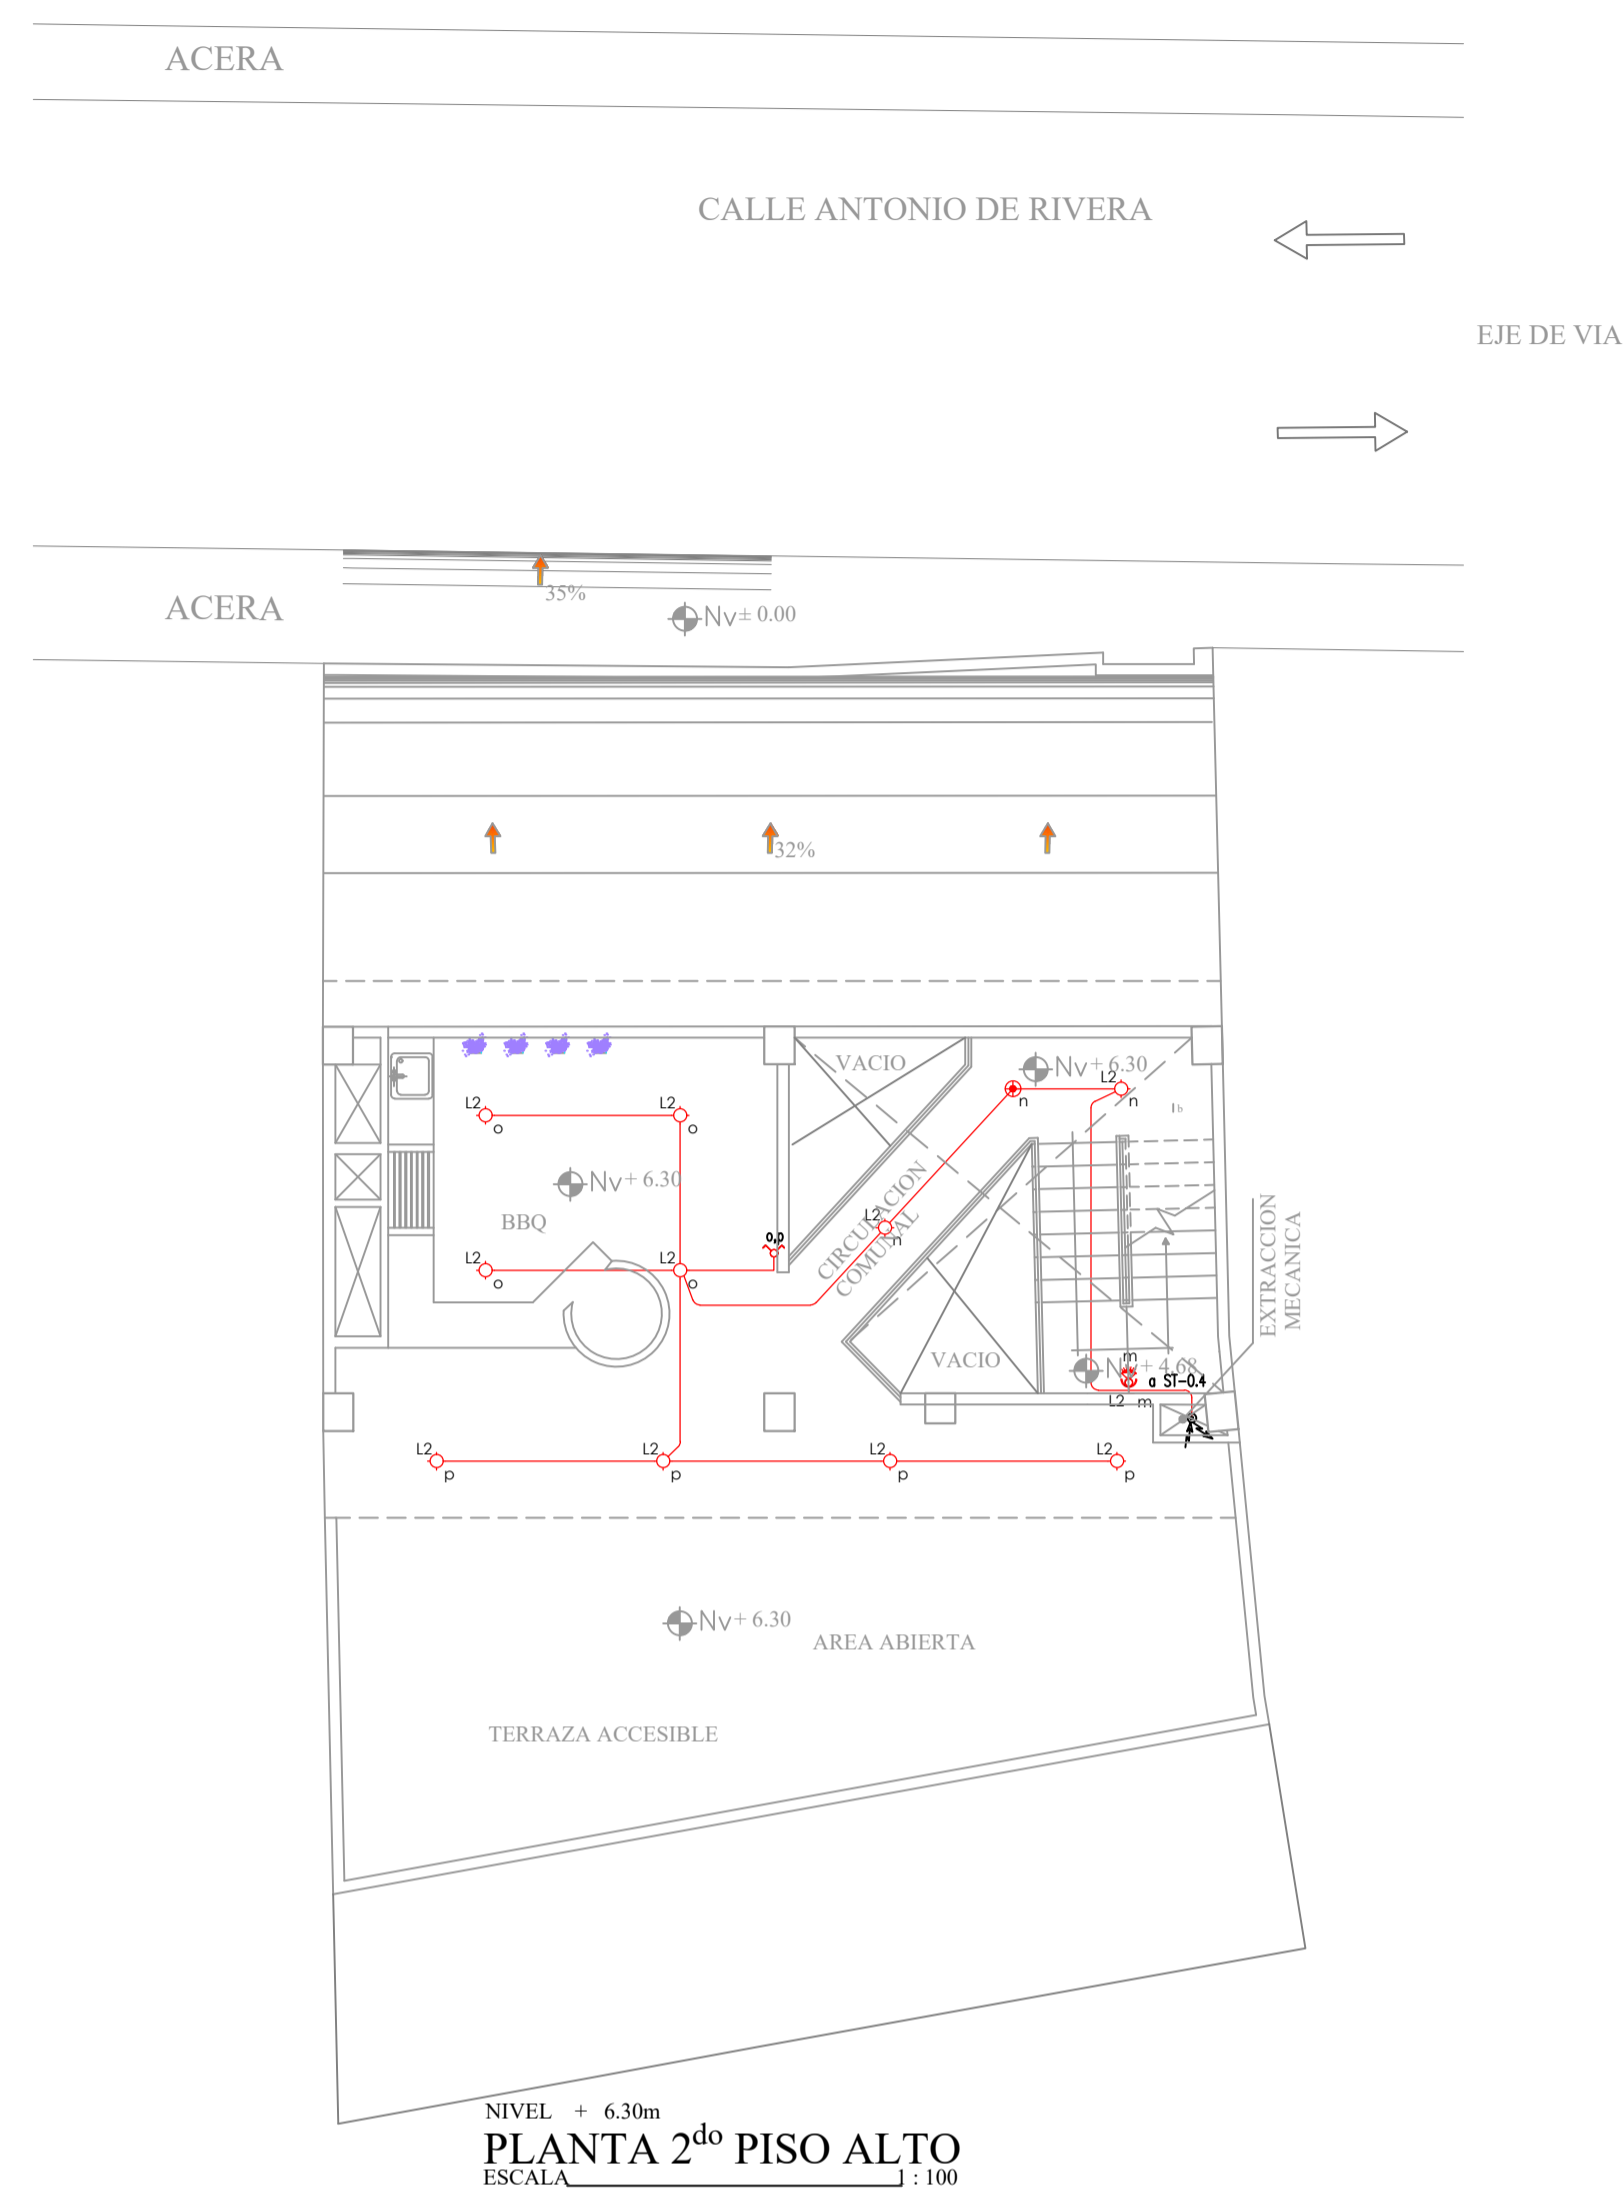 ACERA
CALLE ANTONIO DE RIVERA
EJE DE VIA
35%
ACERA
Nv ± 0.00
32%
VACIO
Nv + 6.30
L2
n
n
I b
L2
o
L2
o
Nv + 6.30
BBQ
L2
n
CIRCULACION
COMUNAL
o,p
L2
o
L2
o
EXTRACCION
MECANICA
VACIO
m
Nv + 4.68
a ST-0.4
L2
m
L2
p
L2
p
L2
p
L2
p
Nv + 6.30
AREA ABIERTA
TERRAZA ACCESIBLE
NIVEL + 6.30m
PLANTA 2do PISO ALTO
ESCALA 1 : 100